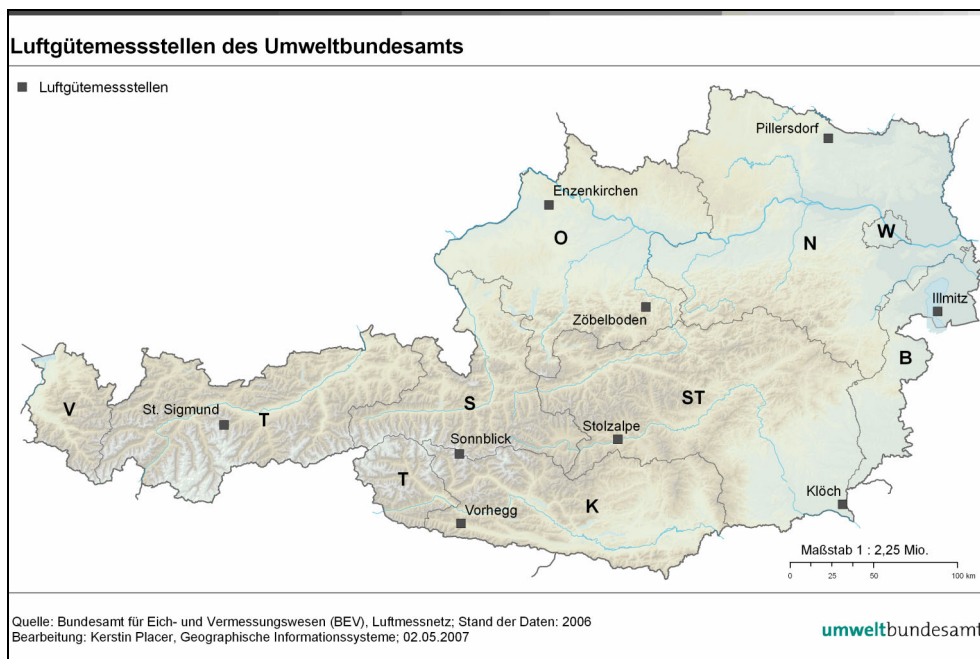 Luftgütemessstellen des Umweltbundesamts
Luftgütemessstellen
Pillersdorf
Enzenkirchen
W
O
N
Illmitz
Zöbelboden
B
V
St. Sigmund
T
S
ST
Stolzalpe
Sonnblick
T
K
Klöch
Vorhegg
Maßstab 1 : 2,25 Mio.
0 25 50 100 km
Quelle: Bundesamt für Eich- und Vermessungswesen (BEV), Luftmessnetz; Stand der Daten: 2006
Bearbeitung: Kerstin Placer, Geographische Informationssysteme; 02.05.2007
umweltbundesamt